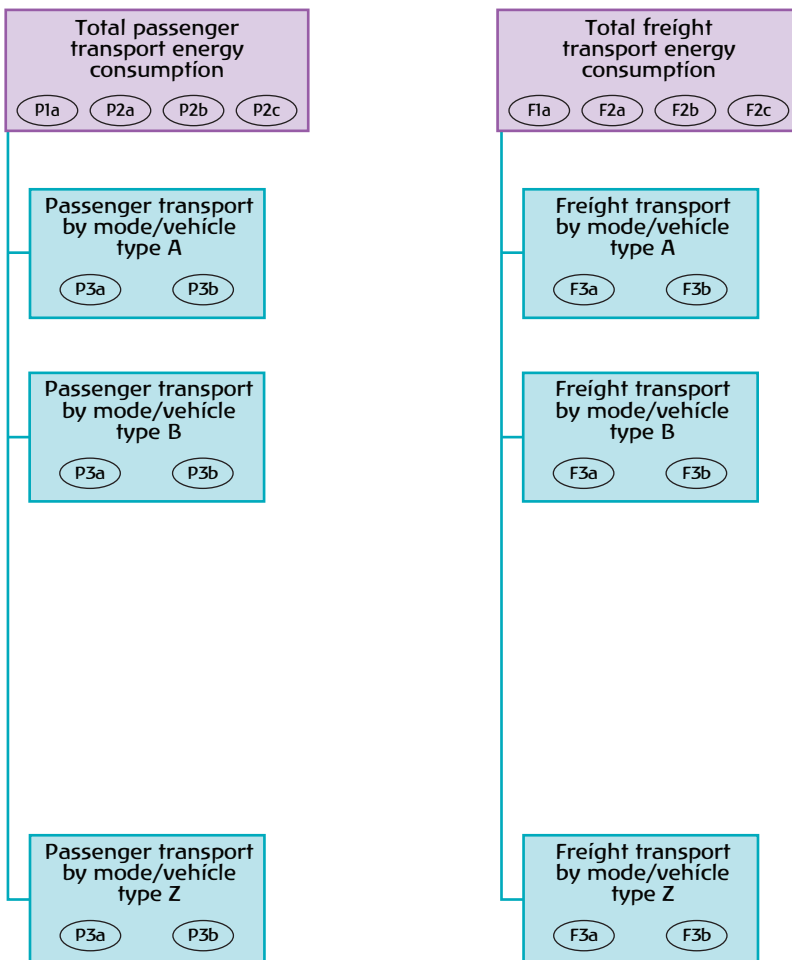 Total passenger
transport energy
consumption
P1a P2a P2b P2c
Passenger transport
by mode/vehicle
type A
P3a P3b
Passenger transport
by mode/vehicle
type B
P3a P3b
Passenger transport
by mode/vehicle
type Z
P3a P3b
Total freight
transport energy
consumption
F1a F2a F2b F2c
Freight transport
by mode/vehicle
type A
F3a F3b
Freight transport
by mode/vehicle
type B
F3a F3b
Freight transport
by mode/vehicle
type Z
F3a F3b